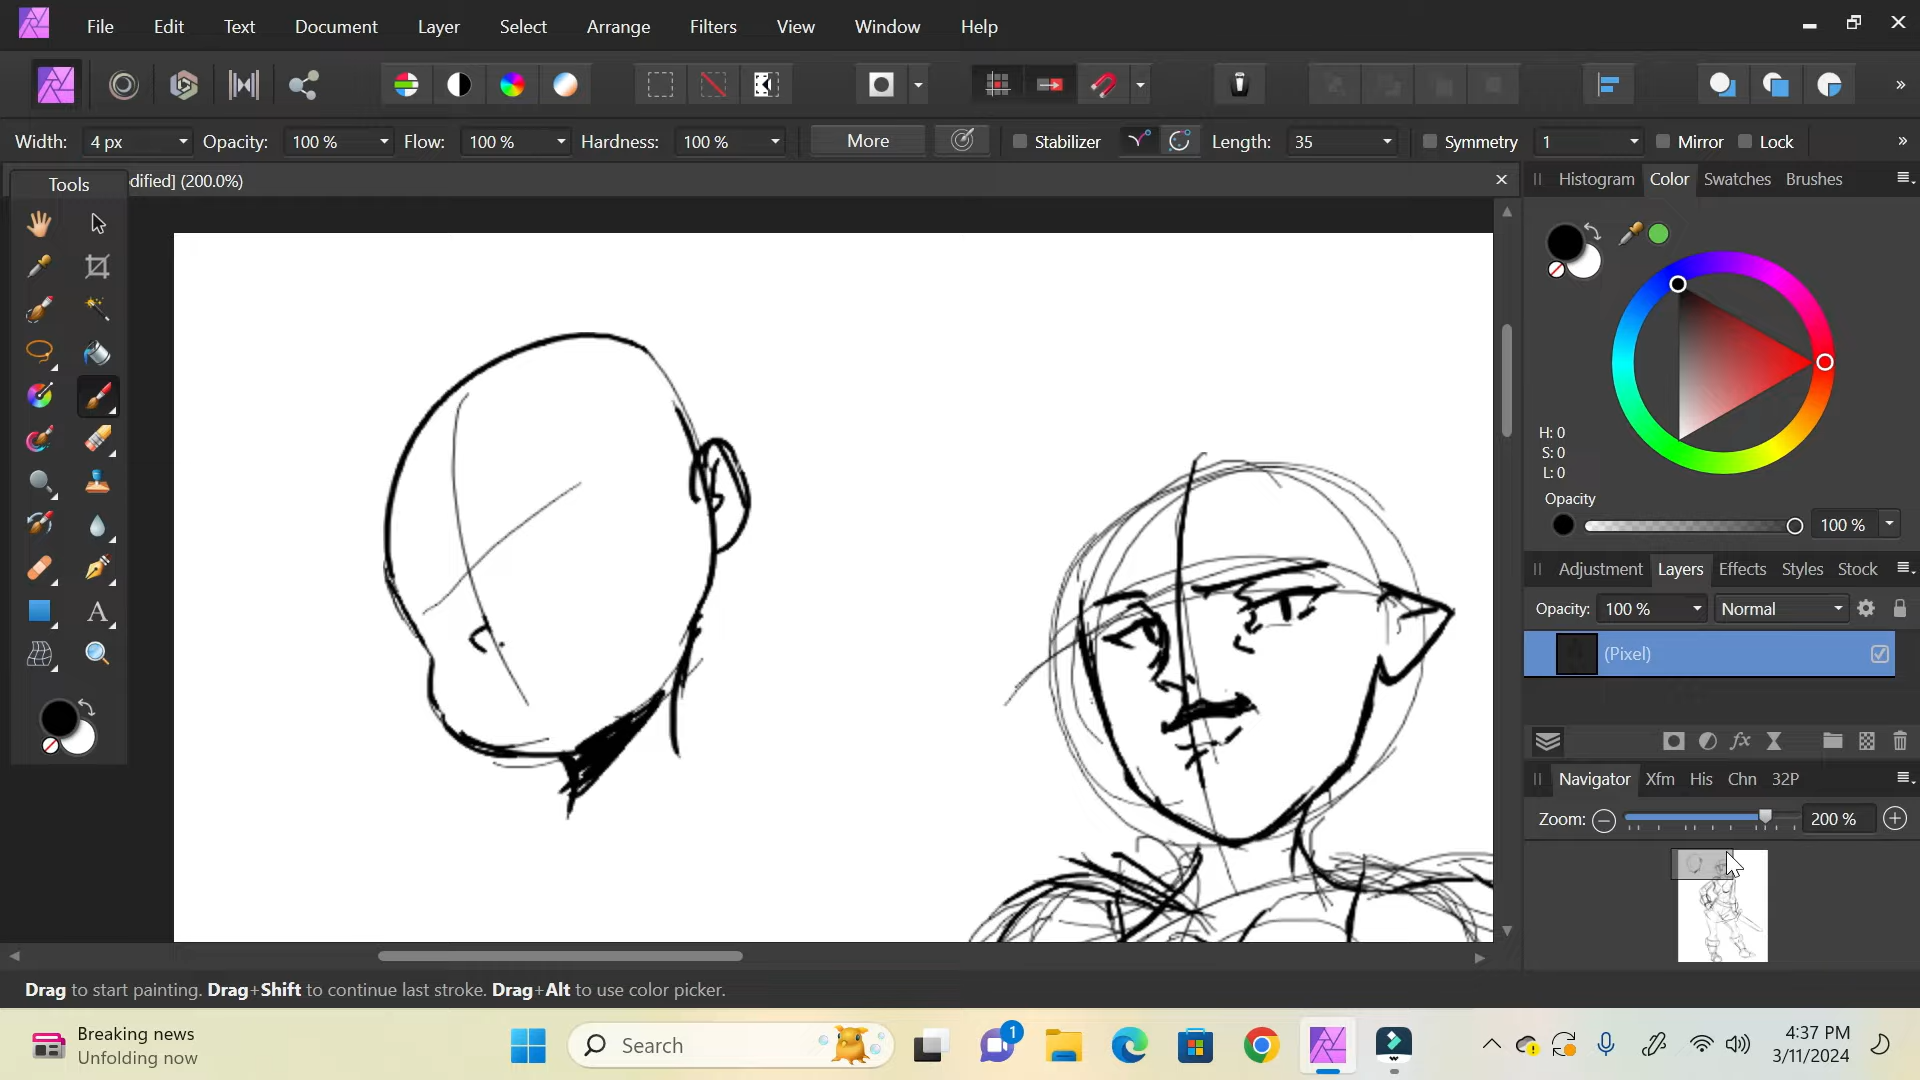 File Edit Text Document Layer Select Arrange Filters View Window Help
Width: 4 px Opacity: 100 % Flow: 100 % Hardness: 100 % More Stabilizer Length: 35 Symmetry 1 Mirror Lock
Tools
dified] (200.0%)
Histogram Color Swatches Brushes
H: 0
S: 0
L: 0
Opacity
100 %
Adjustment Layers Effects Styles Stock
Opacity: 100 % Normal
(Pixel)
Navigator Xfm His Chn 32P
Zoom: 200 %
Drag to start painting. Drag+Shift to continue last stroke. Drag+Alt to use color picker.
Breaking news
Unfolding now
Search
1
4:37 PM
3/11/2024